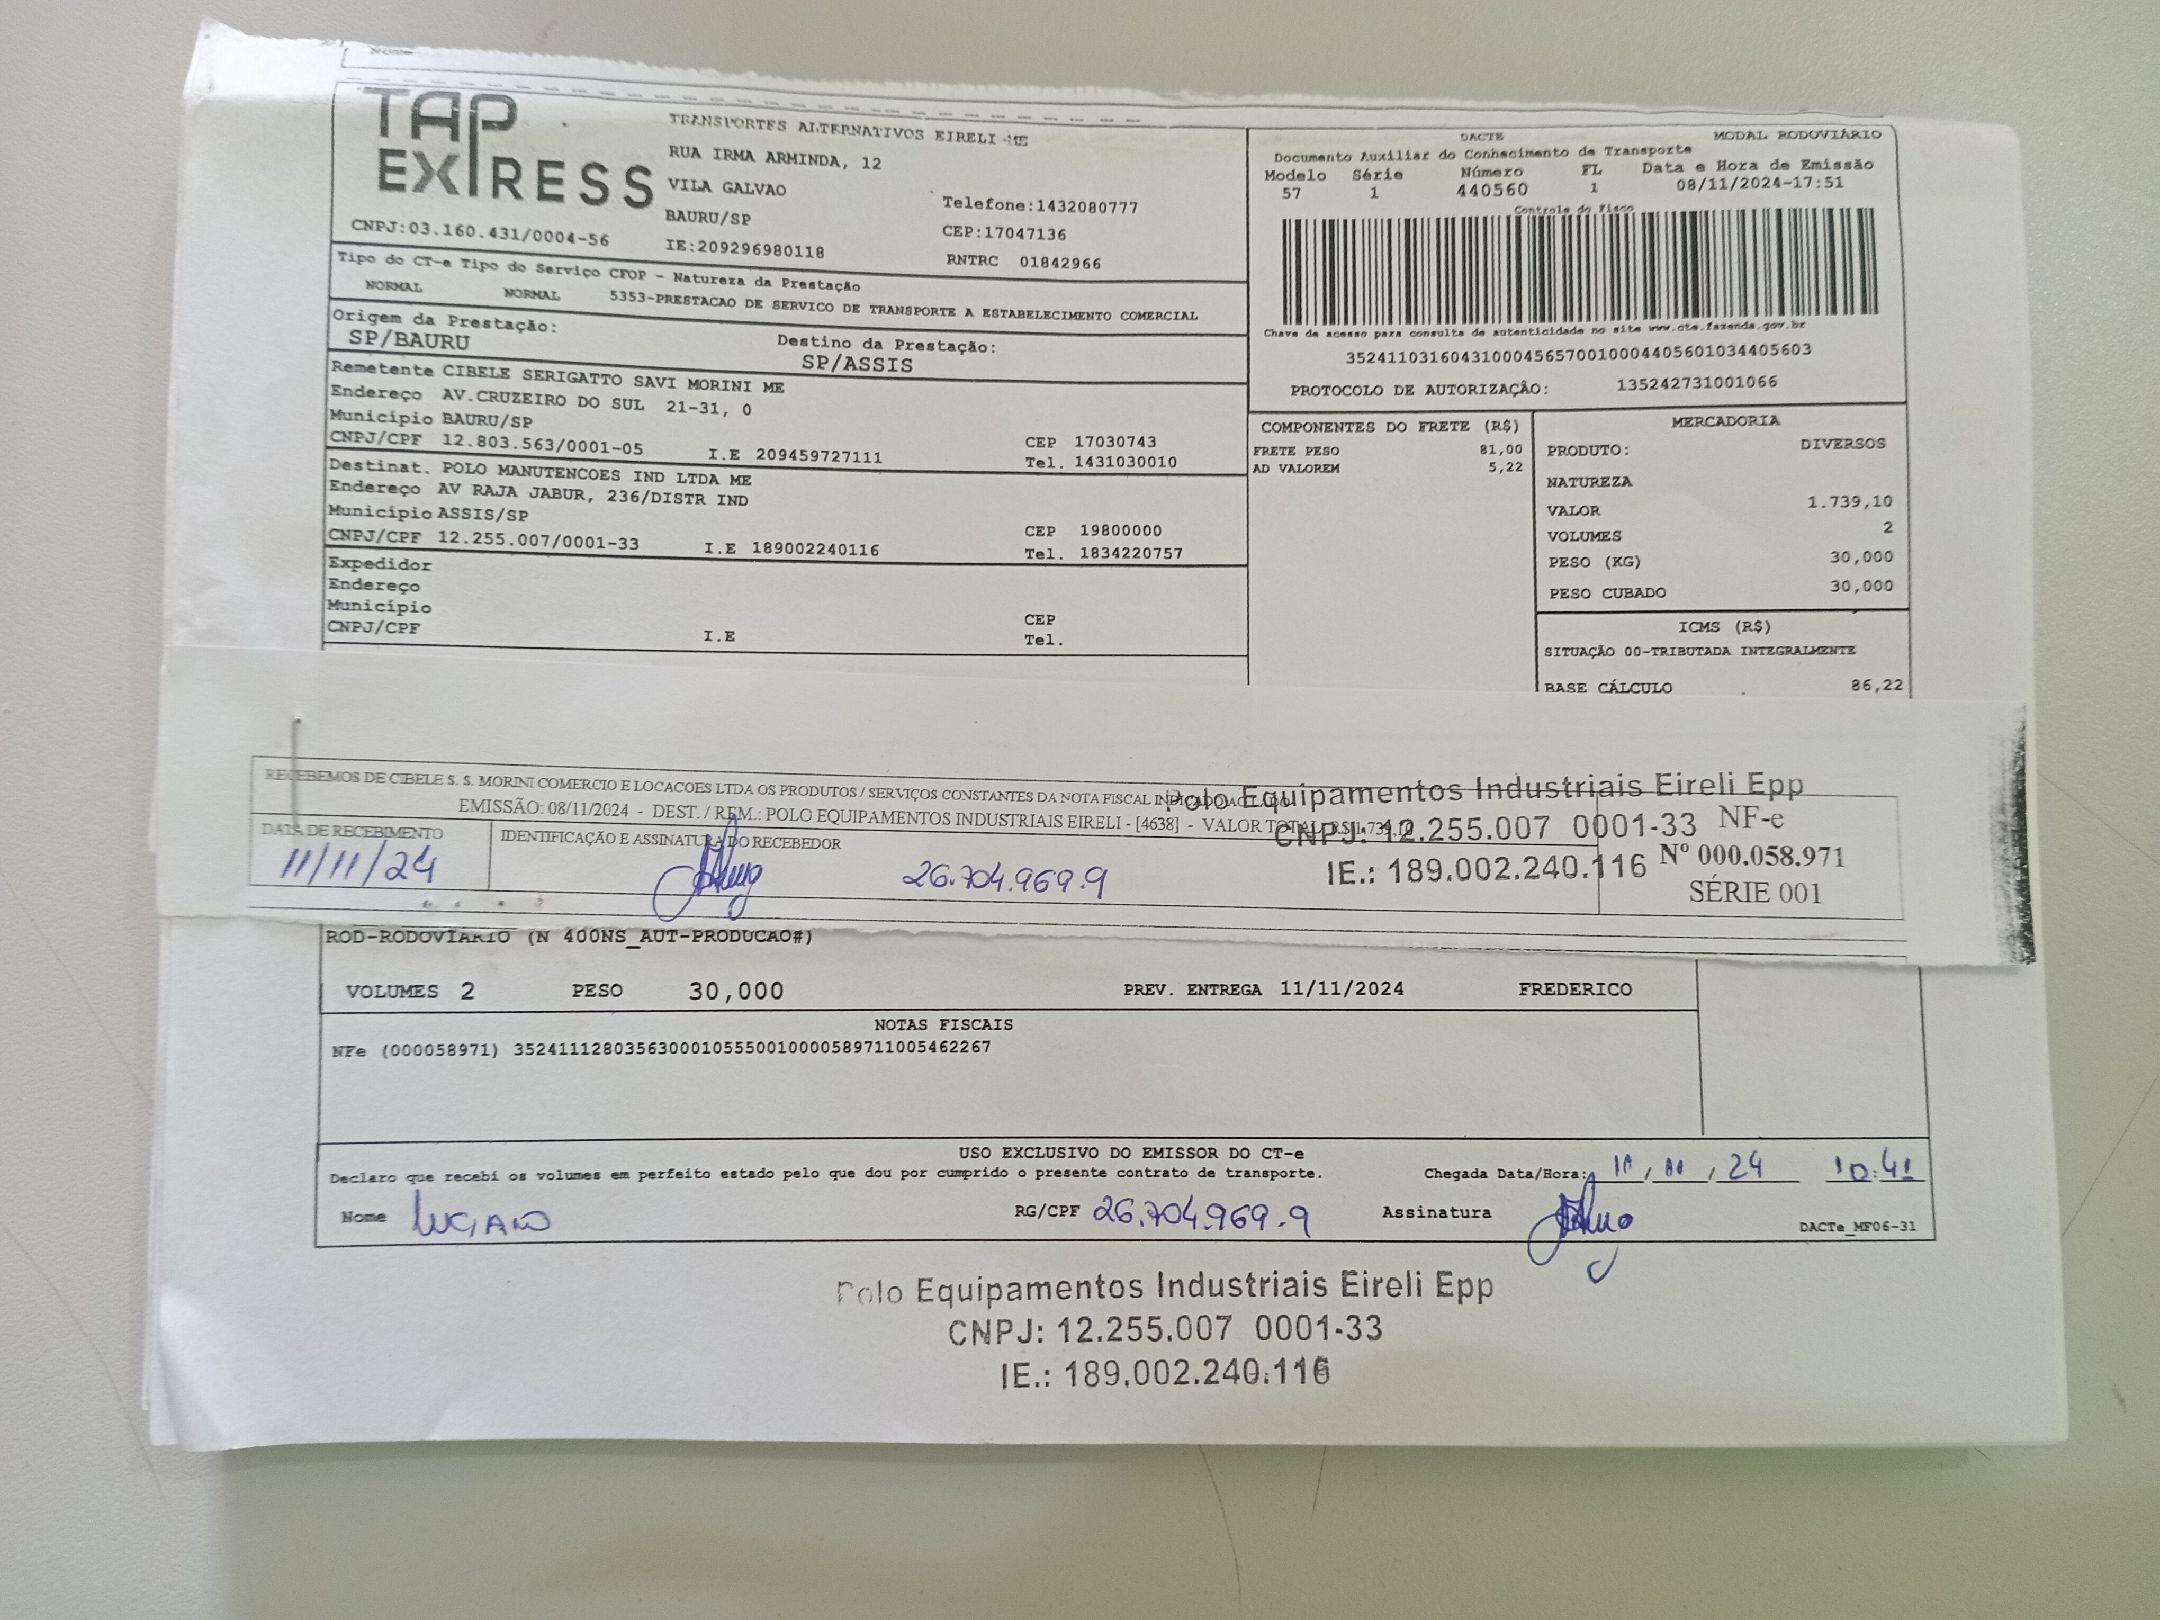 Nome
TAP EXPRESS
TRANSPORTES ALTERNATIVOS EIRELI ME
RUA IRMA ARMINDA, 12
VILA GALVAO
BAURU/SP
Telefone:1432080777
CEP:17047136
CNPJ:03.160.431/0004-56
IE:209296980118
RNTRC 01842966
DACTE
MODAL RODOVIÁRIO
Documento Auxiliar do Conhecimento de Transporte
Modelo Série Número FL Data e Hora de Emissão
57 1 440560 1 08/11/2024-17:51
Controle do Fisco
Chave de acesso para consulta de autenticidade no site www.cte.fazenda.gov.br
35241103160431000456570010004405601034405603
PROTOCOLO DE AUTORIZAÇÃO: 135242731001066
Tipo do CT-e Tipo do Serviço CFOP - Natureza da Prestação
NORMAL NORMAL 5353-PRESTACAO DE SERVICO DE TRANSPORTE A ESTABELECIMENTO COMERCIAL
Origem da Prestação: Destino da Prestação:
SP/BAURU SP/ASSIS
Remetente CIBELE SERIGATTO SAVI MORINI ME
Endereço AV.CRUZEIRO DO SUL 21-31, 0
Município BAURU/SP CEP 17030743
CNPJ/CPF 12.803.563/0001-05 I.E 209459727111 Tel. 1431030010
Destinat. POLO MANUTENCOES IND LTDA ME
Endereço AV RAJA JABUR, 236/DISTR IND
Município ASSIS/SP CEP 19800000
CNPJ/CPF 12.255.007/0001-33 I.E 189002240116 Tel. 1834220757
Expedidor
Endereço
Município CEP
CNPJ/CPF I.E Tel.
COMPONENTES DO FRETE (R$)
FRETE PESO 81,00
AD VALOREM 5,22
MERCADORIA
PRODUTO: DIVERSOS
NATUREZA
VALOR 1.739,10
VOLUMES 2
PESO (KG) 30,000
PESO CUBADO 30,000
ICMS (R$)
SITUAÇÃO 00-TRIBUTADA INTEGRALMENTE
BASE CÁLCULO 86,22
RECEBEMOS DE CIBELE S. S. MORINI COMERCIO E LOCACOES LTDA OS PRODUTOS / SERVIÇOS CONSTANTES DA NOTA FISCAL INDICADO AO LADO
EMISSÃO: 08/11/2024 - DEST. / REM.: POLO EQUIPAMENTOS INDUSTRIAIS EIRELI - [4638] - VALOR TOTAL: R$ 1.739,10
DATA DE RECEBIMENTO IDENTIFICAÇÃO E ASSINATURA DO RECEBEDOR
11/11/24 26.704.969.9
Polo Equipamentos Industriais Eireli Epp
CNPJ: 12.255.007 0001-33
IE.: 189.002.240.116
NF-e
Nº 000.058.971
SÉRIE 001
ROD-RODOVIARIO (N 400NS_AUT-PRODUCAO#)
VOLUMES 2 PESO 30,000 PREV. ENTREGA 11/11/2024 FREDERICO
NOTAS FISCAIS
NFe (000058971) 35241112803563000105550010000589711005462267
USO EXCLUSIVO DO EMISSOR DO CT-e
Declaro que recebi os volumes em perfeito estado pelo que dou por cumprido o presente contrato de transporte. Chegada Data/Hora: 11/11/24 10:41
Nome LUCIANO RG/CPF 26.704.969.9 Assinatura
DACTe_MF06-31
Polo Equipamentos Industriais Eireli Epp
CNPJ: 12.255.007 0001-33
IE.: 189.002.240.116